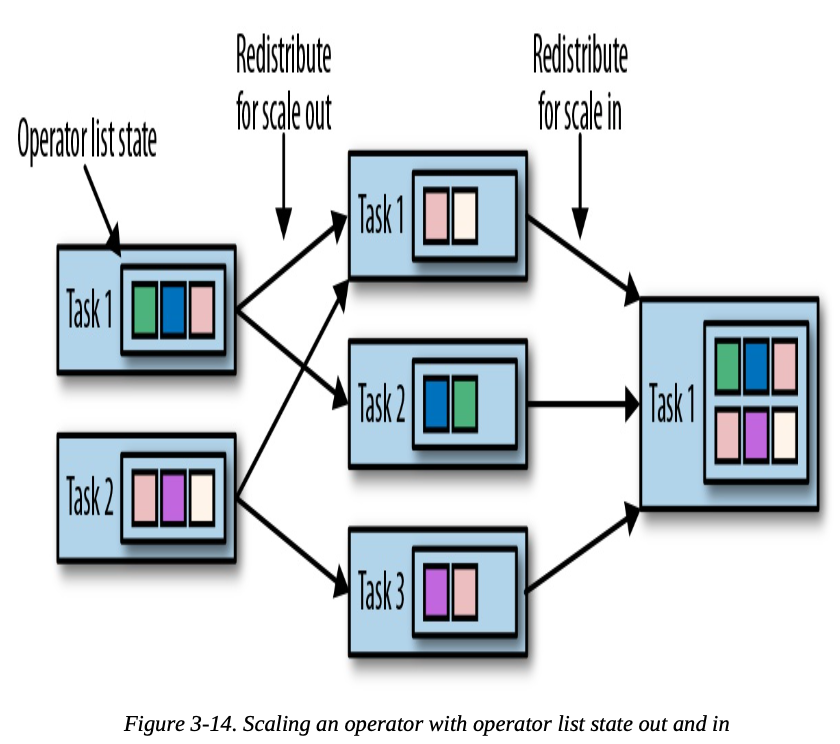 Redistribute
for scale out
Redistribute
for scale in
Operator list state
Task 1
Task 2
Task 1
Task 2
Task 3
Task 1
Figure 3-14. Scaling an operator with operator list state out and in